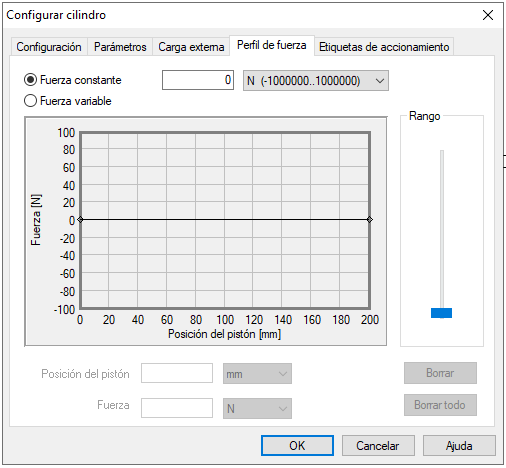 Configurar cilindro
Configuración Parámetros Carga externa Perfil de fuerza Etiquetas de accionamiento
Fuerza constante 0 N (-1000000..1000000)
Fuerza variable
Rango
Fuerza [N]
100
80
60
40
20
0
-20
-40
-60
-80
-100
0 20 40 60 80 100 120 140 160 180 200
Posición del pistón [mm]
Posición del pistón mm Borrar
Fuerza N Borrar todo
OK Cancelar Ajuda